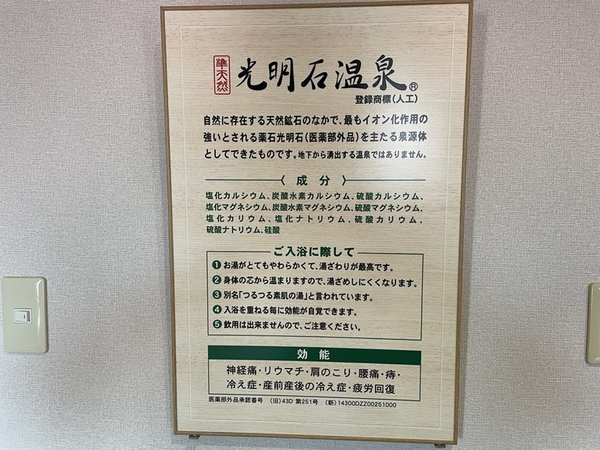 準天然 光明石温泉®
登録商標(人工)
自然に存在する天然鉱石のなかで、最もイオン化作用の
強いとされる薬石光明石(医薬部外品)を主たる泉源体
としてできたものです。地下から湧出する温泉ではありません。
〈 成分 〉
塩化カルシウム、炭酸水素カルシウム、硫酸カルシウム、
塩化マグネシウム、炭酸水素マグネシウム、硫酸マグネシウム、
塩化カリウム、塩化ナトリウム、硫酸カリウム、
硫酸ナトリウム、硅酸
ご入浴に際して
❶お湯がとてもやわらかくて、湯ざわりが最高です。
❷身体の芯から温まりますので、湯ざめしにくくなります。
❸別名「つるつる素肌の湯」と言われています。
❹入浴を重ねる毎に効能が自覚できます。
❺飲用は出来ませんので、ご注意ください。
効能
神経痛・リウマチ・肩のこり・腰痛・痔・
冷え症・産前産後の冷え症・疲労回復
医薬部外品承認番号 (旧)43D 第251号 (新)14300DZZ00251000